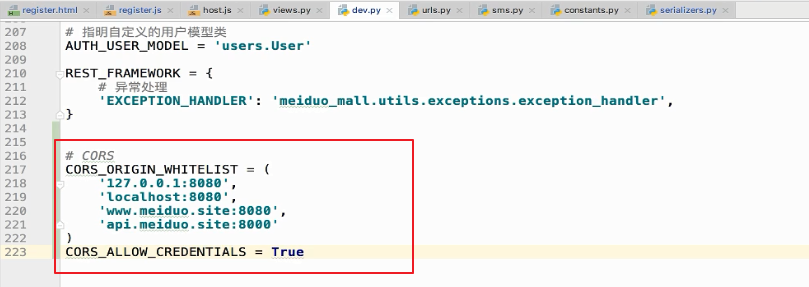 register.html register.js host.js views.py dev.py urls.py sms.py constants.py serializers.py
207 # 指明自定义的用户模型类
208 AUTH_USER_MODEL = 'users.User'
209
210 REST_FRAMEWORK = {
211 # 异常处理
212 'EXCEPTION_HANDLER': 'meiduo_mall.utils.exceptions.exception_handler',
213 }
214
215
216 # CORS
217 CORS_ORIGIN_WHITELIST = (
218 '127.0.0.1:8080',
219 'localhost:8080',
220 'www.meiduo.site:8080',
221 'api.meiduo.site:8000'
222 )
223 CORS_ALLOW_CREDENTIALS = True